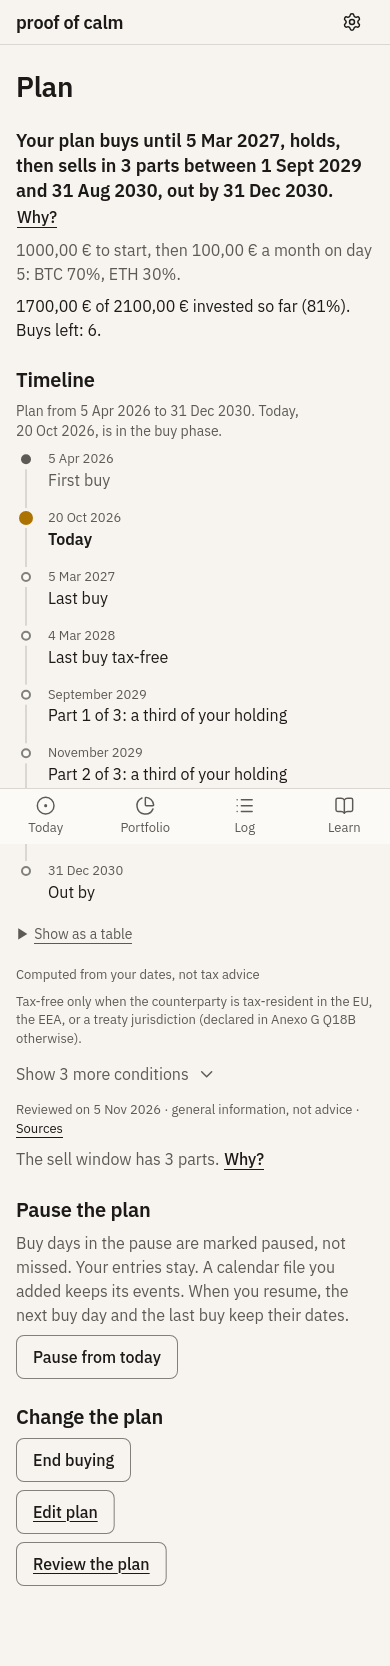 proof of calm
Plan
Your plan buys until 5 Mar 2027, holds,
then sells in 3 parts between 1 Sept 2029
and 31 Aug 2030, out by 31 Dec 2030.
Why?
1000,00 € to start, then 100,00 € a month on day
5: BTC 70%, ETH 30%.
1700,00 € of 2100,00 € invested so far (81%).
Buys left: 6.
Timeline
Plan from 5 Apr 2026 to 31 Dec 2030. Today,
20 Oct 2026, is in the buy phase.
5 Apr 2026
First buy
20 Oct 2026
Today
5 Mar 2027
Last buy
4 Mar 2028
Last buy tax-free
September 2029
Part 1 of 3: a third of your holding
November 2029
Part 2 of 3: a third of your holding
Today
Portfolio
Log
Learn
31 Dec 2030
Out by
Show as a table
Computed from your dates, not tax advice
Tax-free only when the counterparty is tax-resident in the EU,
the EEA, or a treaty jurisdiction (declared in Anexo G Q18B
otherwise).
Show 3 more conditions
Reviewed on 5 Nov 2026 · general information, not advice ·
Sources
The sell window has 3 parts. Why?
Pause the plan
Buy days in the pause are marked paused, not
missed. Your entries stay. A calendar file you
added keeps its events. When you resume, the
next buy day and the last buy keep their dates.
Pause from today
Change the plan
End buying
Edit plan
Review the plan